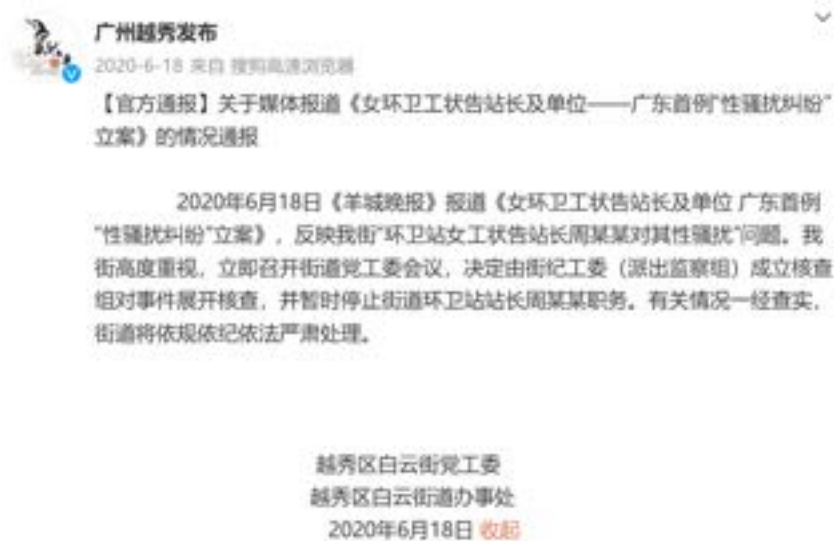 广州越秀发布
2020-6-18 来自 搜狗高速浏览器
【官方通报】关于媒体报道《女环卫工状告站长及单位——广东首例“性骚扰纠纷”
立案》的情况通报
2020年6月18日《羊城晚报》报道《女环卫工状告站长及单位 广东首例
“性骚扰纠纷”立案》，反映我街“环卫站女工状告站长周某某对其性骚扰”问题。我
街高度重视，立即召开街道党工委会议，决定由街纪工委（派出监察组）成立核查
组对事件展开核查，并暂时停止街道环卫站站长周某某职务。有关情况一经查实，
街道将依规依纪依法严肃处理。
越秀区白云街党工委
越秀区白云街道办事处
2020年6月18日 收起